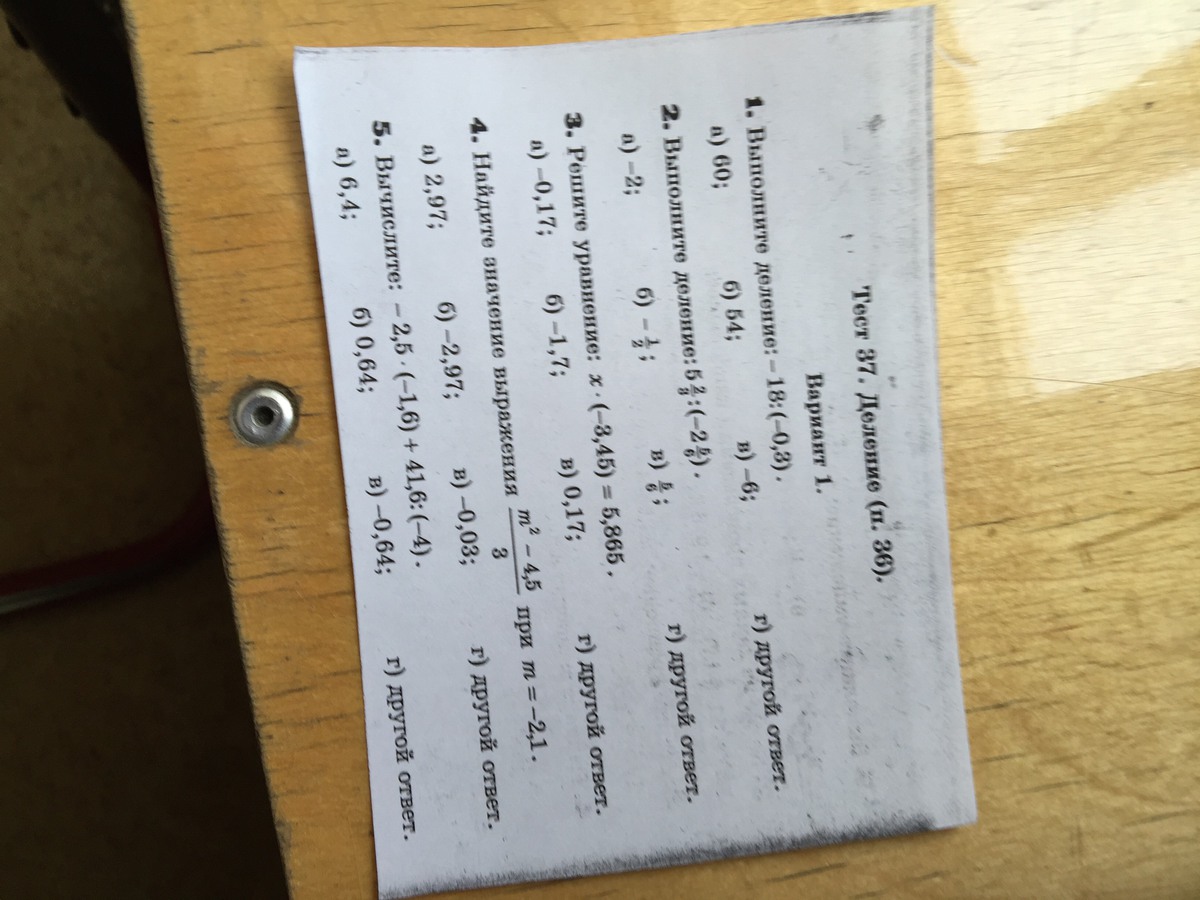 Тест 37. Деление (п. 36).
Вариант 1.
1. Выполните деление: – 18:(–0,3) .
а) 60; б) 54; в) –6; г) другой ответ.
2. Выполните деление: 5 2/3 : (–2 5/6) .
а) –2; б) – 1/2 ; в) 5/6 ; г) другой ответ.
3. Решите уравнение: x · (–3,45) = 5,865 .
а) –0,17; б) –1,7; в) 0,17; г) другой ответ.
4. Найдите значение выражения (m² – 4,5)/3 при m = –2,1 .
а) 2,97; б) –2,97; в) –0,03; г) другой ответ.
5. Вычислите: – 2,5 · (–1,6) + 41,6:(–4) .
а) 6,4; б) 0,64; в) –0,64; г) другой ответ.